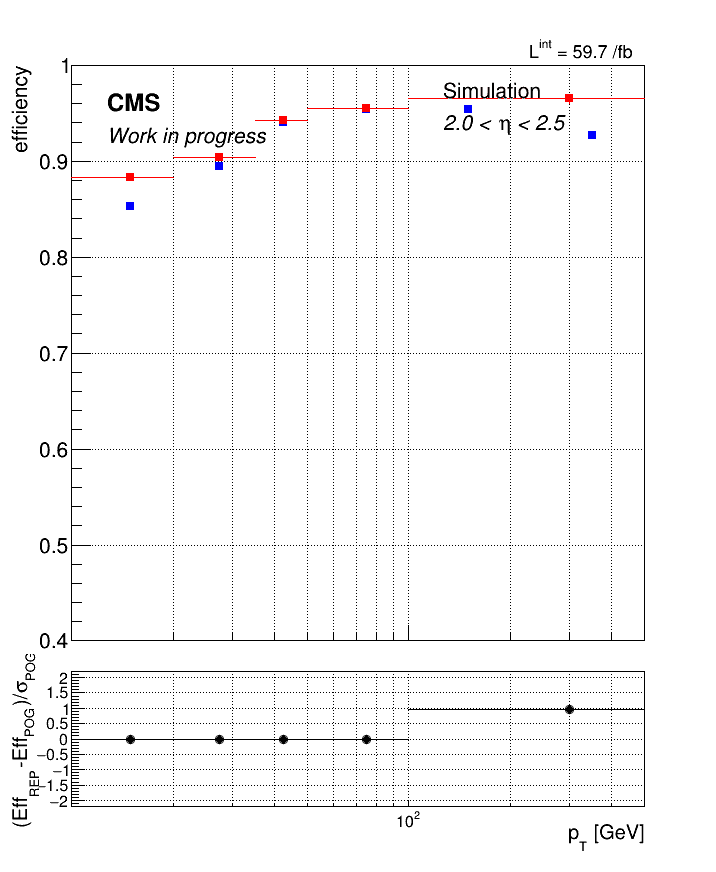 L^int = 59.7 /fb
efficiency
1
0.9
0.8
0.7
0.6
0.5
0.4
CMS
Work in progress
Simulation
2.0 < η < 2.5
(Eff_REP -Eff_POG)/σ_POG
2
1.5
1
0.5
0
−0.5
−1
−1.5
−2
10^2
p_T [GeV]